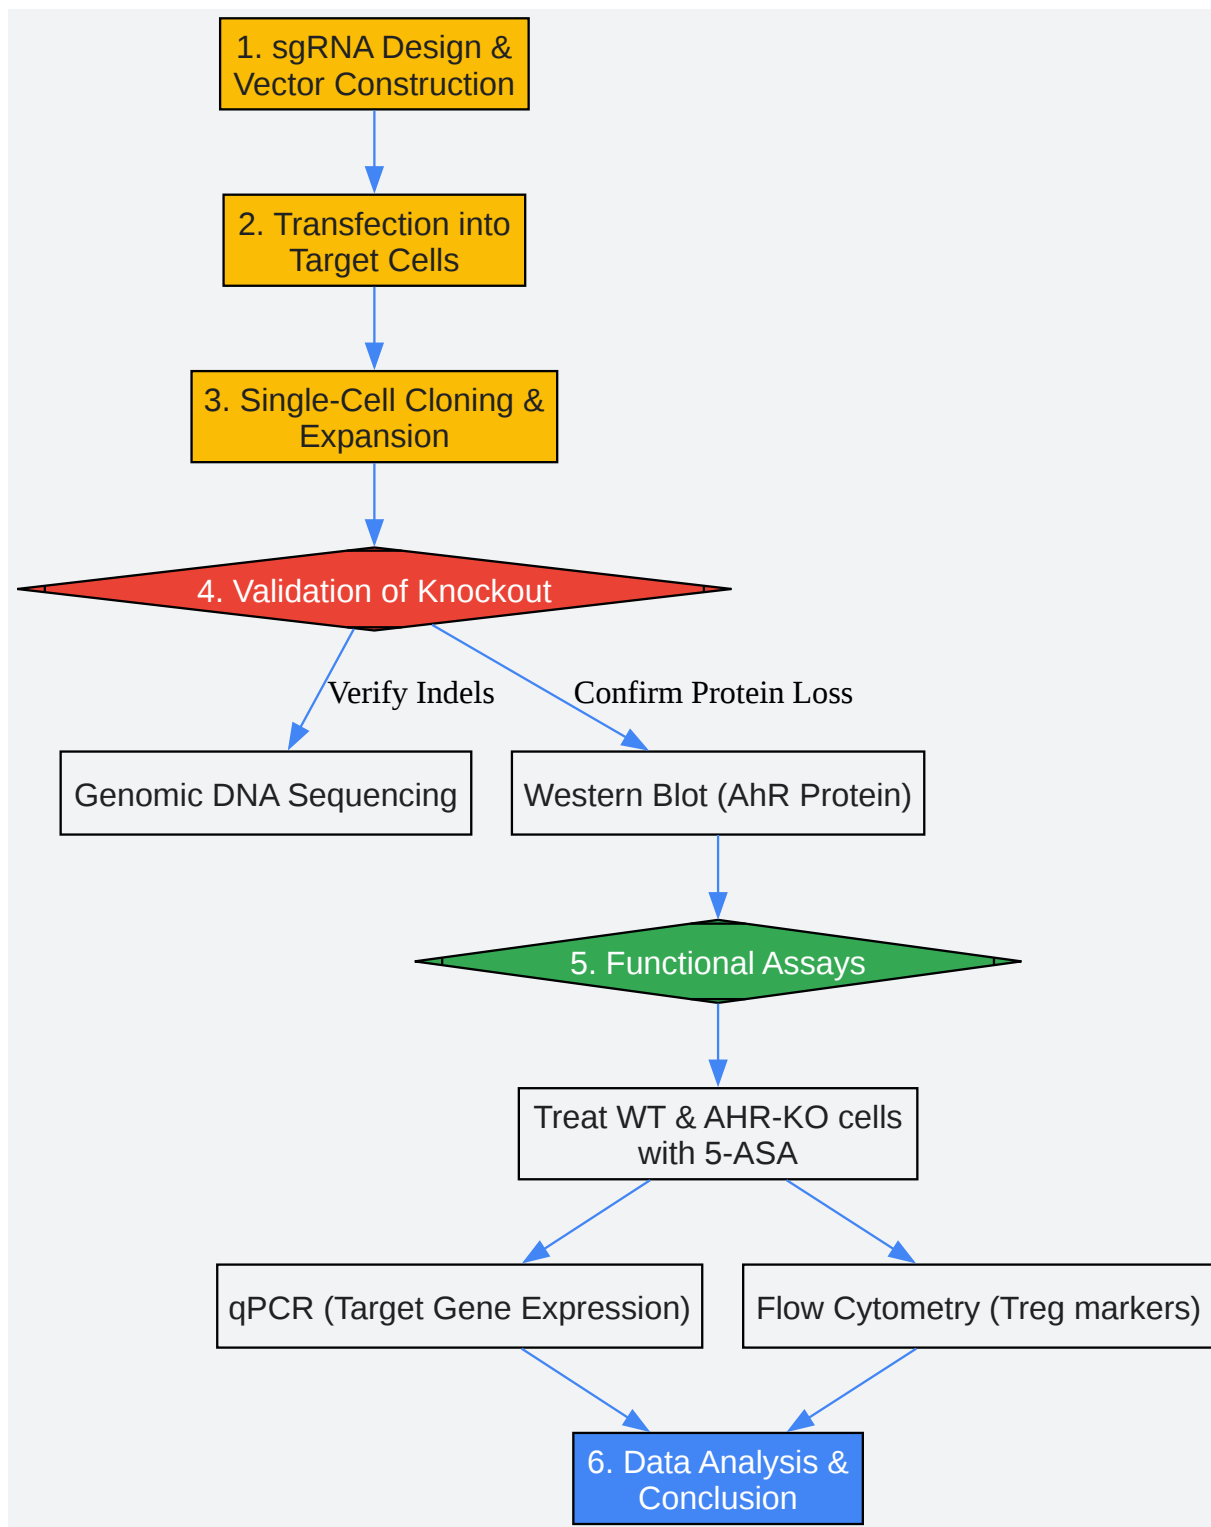 1. sgRNA Design &
Vector Construction
2. Transfection into
Target Cells
3. Single-Cell Cloning &
Expansion
4. Validation of Knockout
Verify Indels
Confirm Protein Loss
Genomic DNA Sequencing
Western Blot (AhR Protein)
5. Functional Assays
Treat WT & AHR-KO cells
with 5-ASA
qPCR (Target Gene Expression)
Flow Cytometry (Treg markers)
6. Data Analysis &
Conclusion